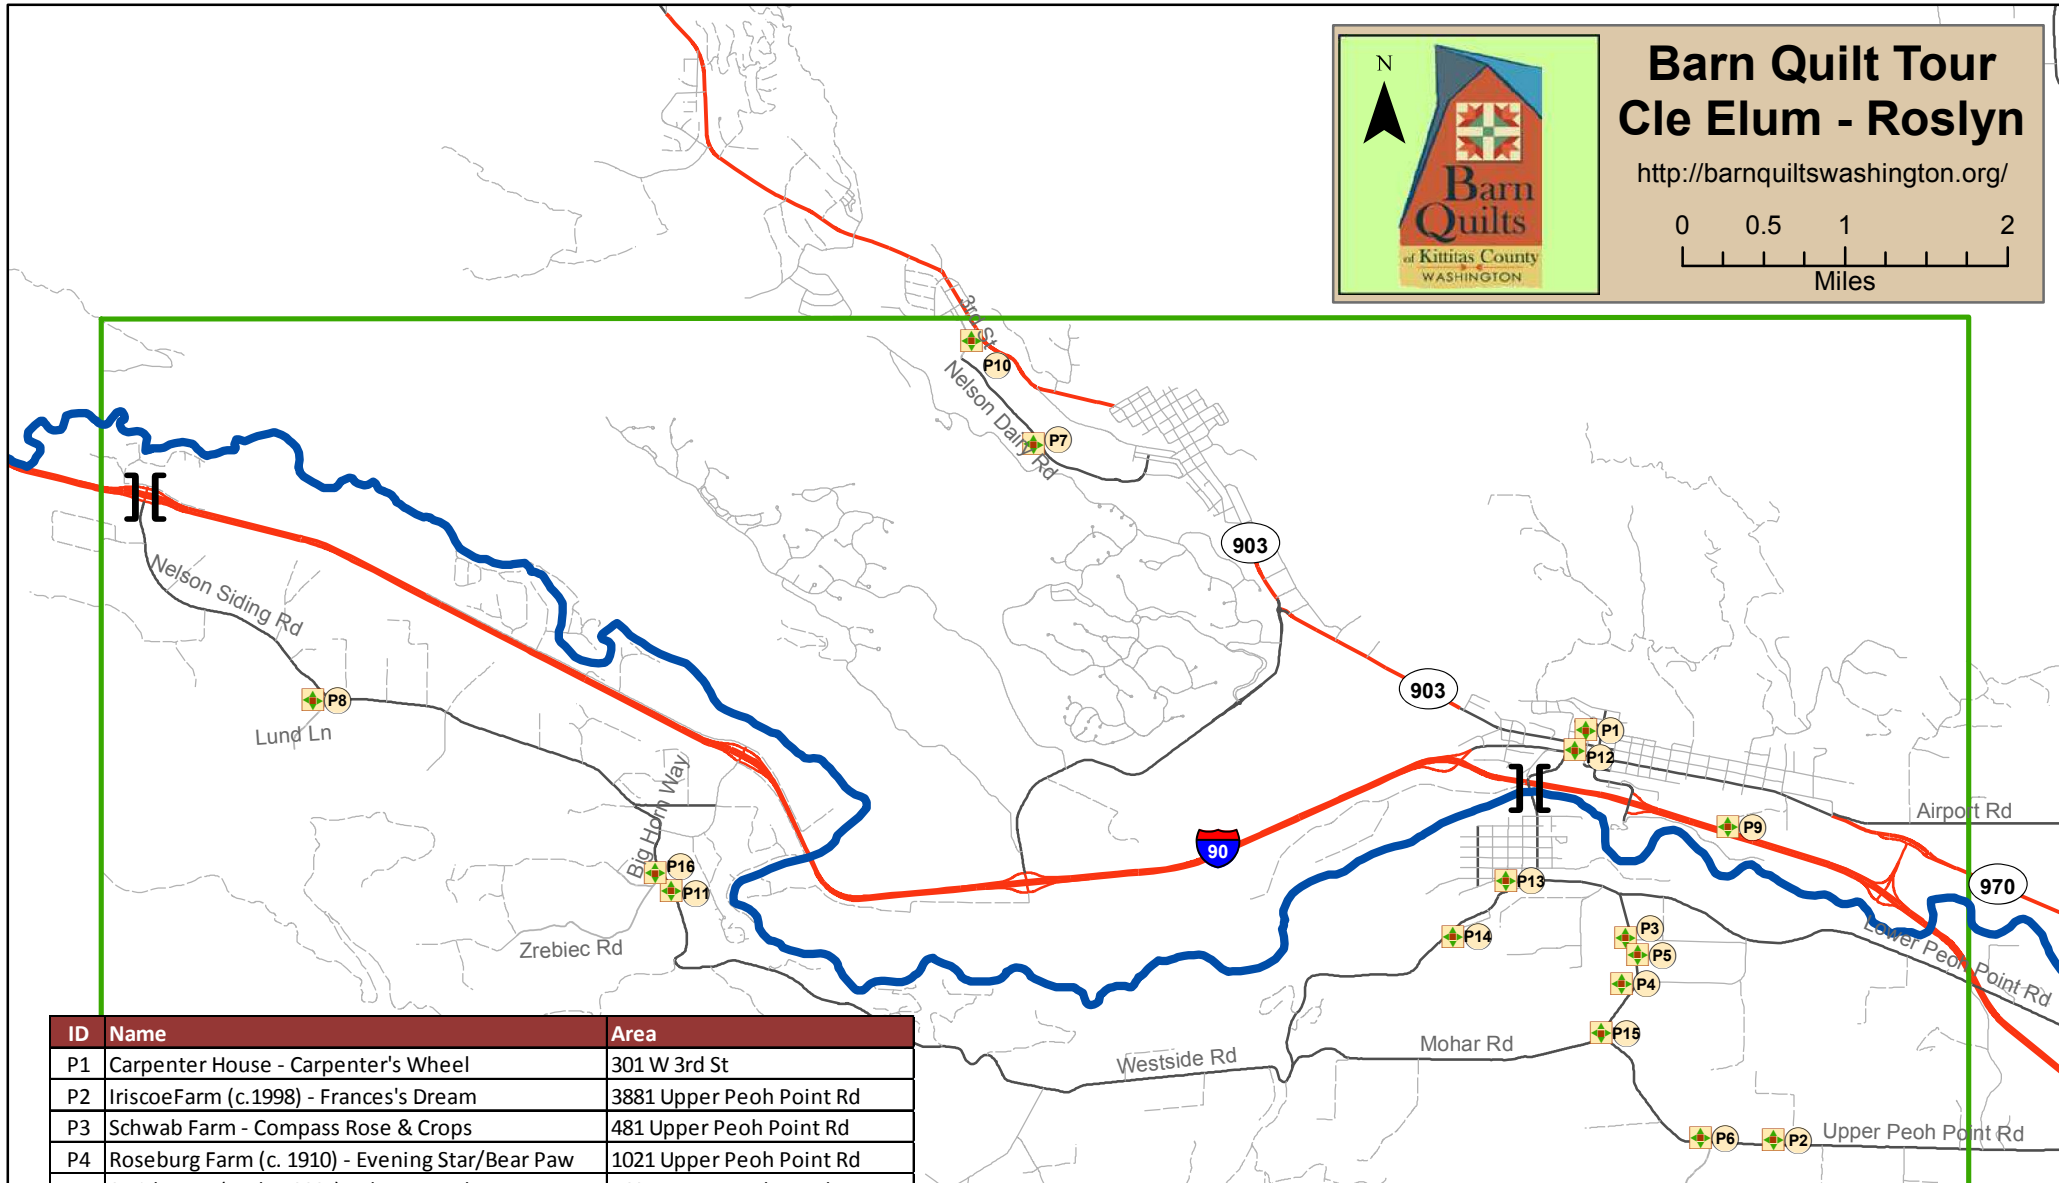 Barn Quilt Tour
Cle Elum - Roslyn
http://barnquiltswashington.org/
0 0.5 1 2
Miles
N
Barn
Quilts
of Kittitas County
WASHINGTON
3rd St
P10
Nelson Dairy Rd
P7
903
Nelson Siding Rd
P8
Lund Ln
903
P1
P12
Big Horn Way
Airport Rd
P9
90
P16
P11
P13
970
Zrebiec Rd
P14
P3
P5
P4
Lower Peoh Point Rd
P15
Mohar Rd
Westside Rd
P6
P2
Upper Peoh Point Rd
ID Name Area
P1 Carpenter House - Carpenter's Wheel 301 W 3rd St
P2 IriscoeFarm (c.1998) - Frances's Dream 3881 Upper Peoh Point Rd
P3 Schwab Farm - Compass Rose & Crops 481 Upper Peoh Point Rd
P4 Roseburg Farm (c. 1910) - Evening Star/Bear Paw 1021 Upper Peoh Point Rd